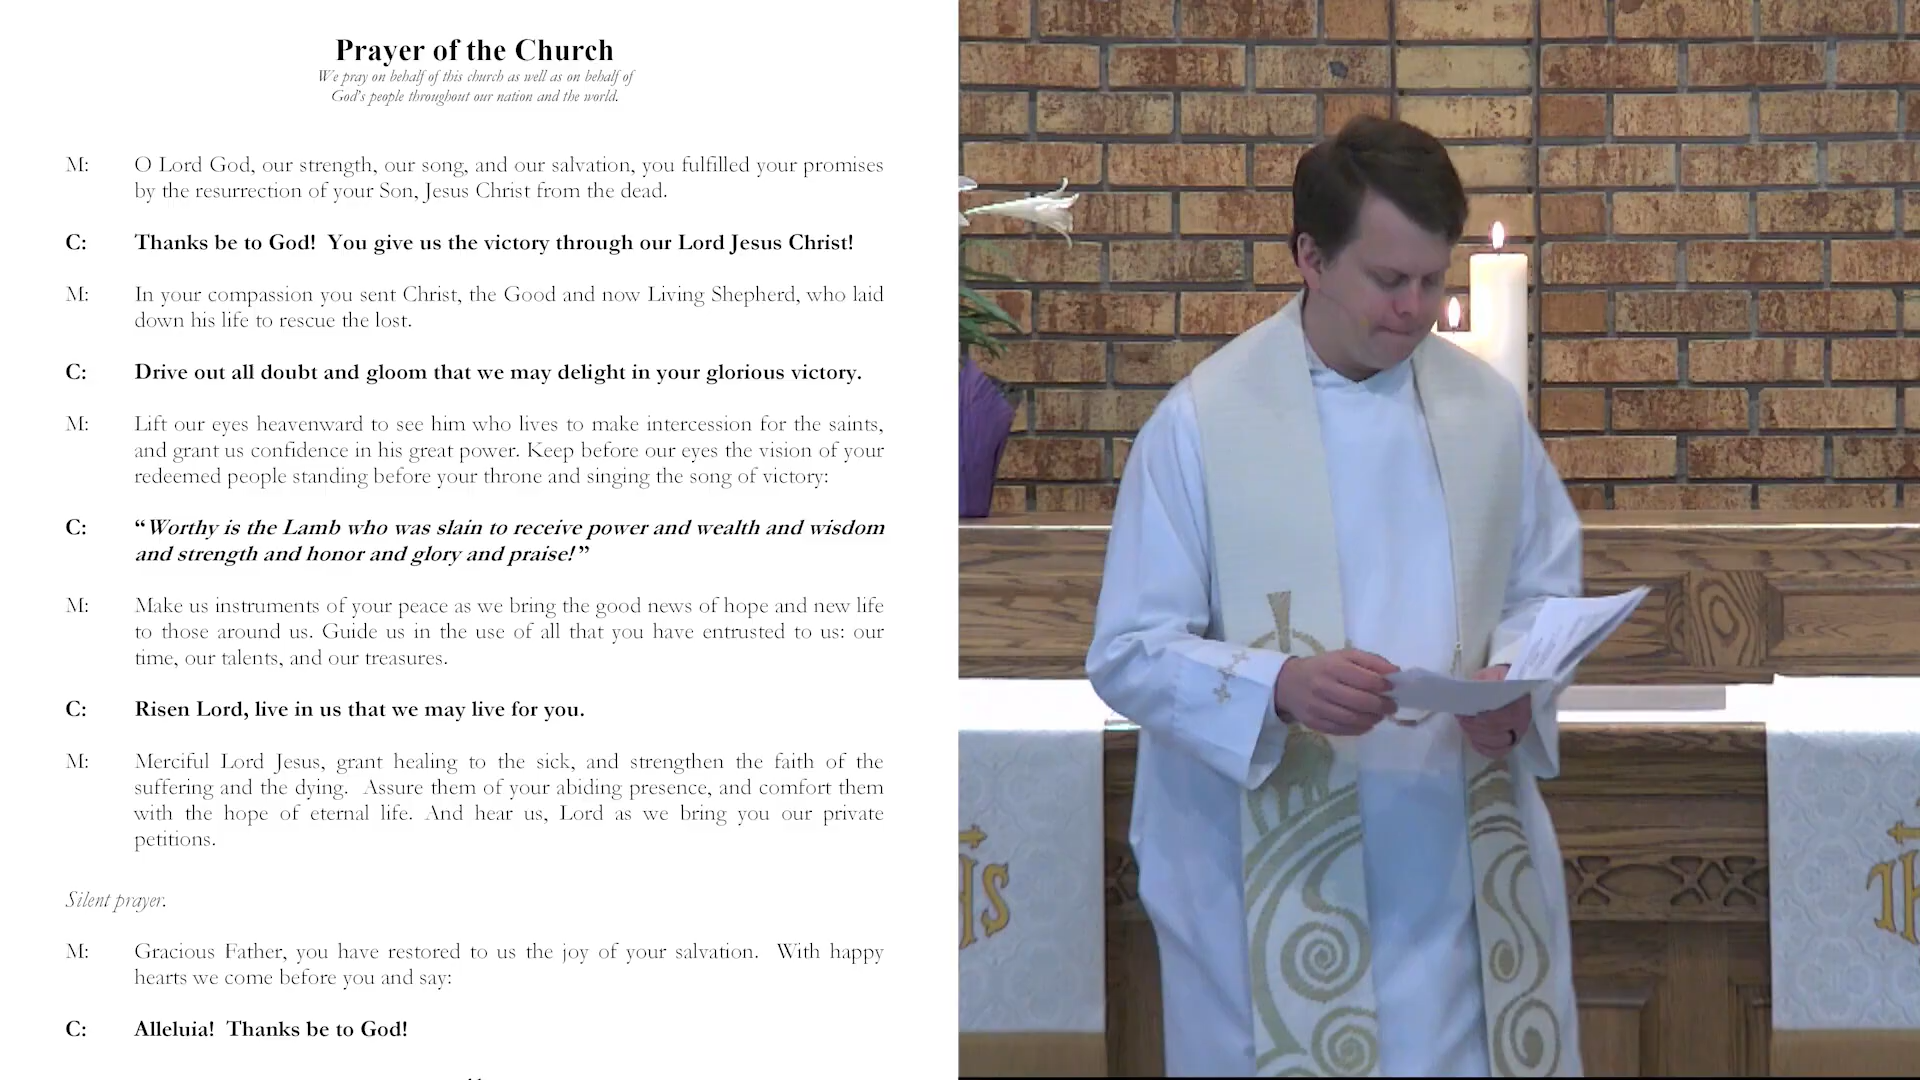 Prayer of the Church
We pray on behalf of this church as well as on behalf of
God's people throughout our nation and the world.
M: O Lord God, our strength, our song, and our salvation, you fulfilled your promises
by the resurrection of your Son, Jesus Christ from the dead.
C: Thanks be to God!  You give us the victory through our Lord Jesus Christ!
M: In your compassion you sent Christ, the Good and now Living Shepherd, who laid
down his life to rescue the lost.
C: Drive out all doubt and gloom that we may delight in your glorious victory.
M: Lift our eyes heavenward to see him who lives to make intercession for the saints,
and grant us confidence in his great power. Keep before our eyes the vision of your
redeemed people standing before your throne and singing the song of victory:
C: “Worthy is the Lamb who was slain to receive power and wealth and wisdom
and strength and honor and glory and praise!”
M: Make us instruments of your peace as we bring the good news of hope and new life
to those around us. Guide us in the use of all that you have entrusted to us: our
time, our talents, and our treasures.
C: Risen Lord, live in us that we may live for you.
M: Merciful Lord Jesus, grant healing to the sick, and strengthen the faith of the
suffering and the dying.  Assure them of your abiding presence, and comfort them
with the hope of eternal life. And hear us, Lord as we bring you our private
petitions.
Silent prayer.
M: Gracious Father, you have restored to us the joy of your salvation.  With happy
hearts we come before you and say:
C: Alleluia!  Thanks be to God!
IHS